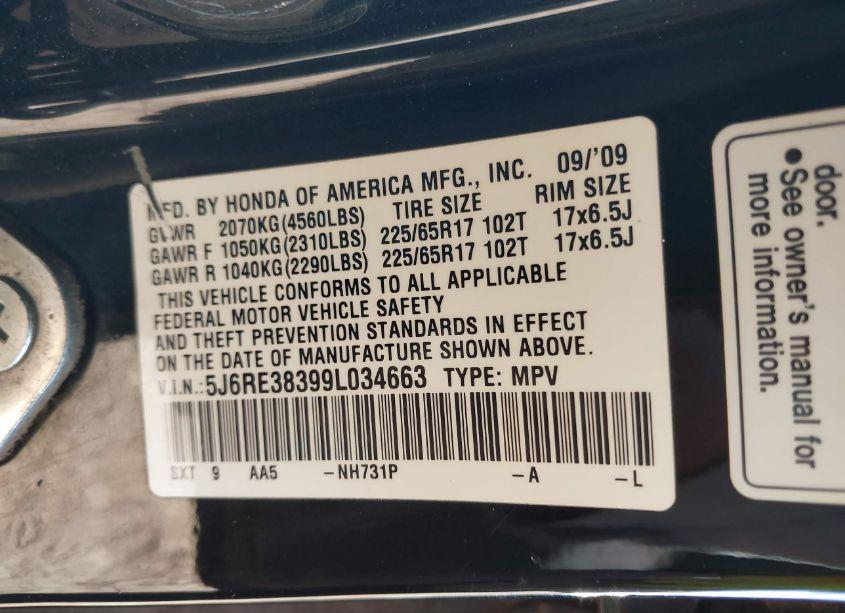 MFD. BY HONDA OF AMERICA MFG., INC. 09/'09
GVWR 2070KG(4560LBS) TIRE SIZE RIM SIZE
GAWR F 1050KG(2310LBS) 225/65R17 102T 17x6.5J
GAWR R 1040KG(2290LBS) 225/65R17 102T 17x6.5J
THIS VEHICLE CONFORMS TO ALL APPLICABLE
FEDERAL MOTOR VEHICLE SAFETY
AND THEFT PREVENTION STANDARDS IN EFFECT
ON THE DATE OF MANUFACTURE SHOWN ABOVE.
V.I.N.:5J6RE38399L034663 TYPE: MPV
SXT 9 AA5 -NH731P -A -L
door.
●See owner's manual for
more information.